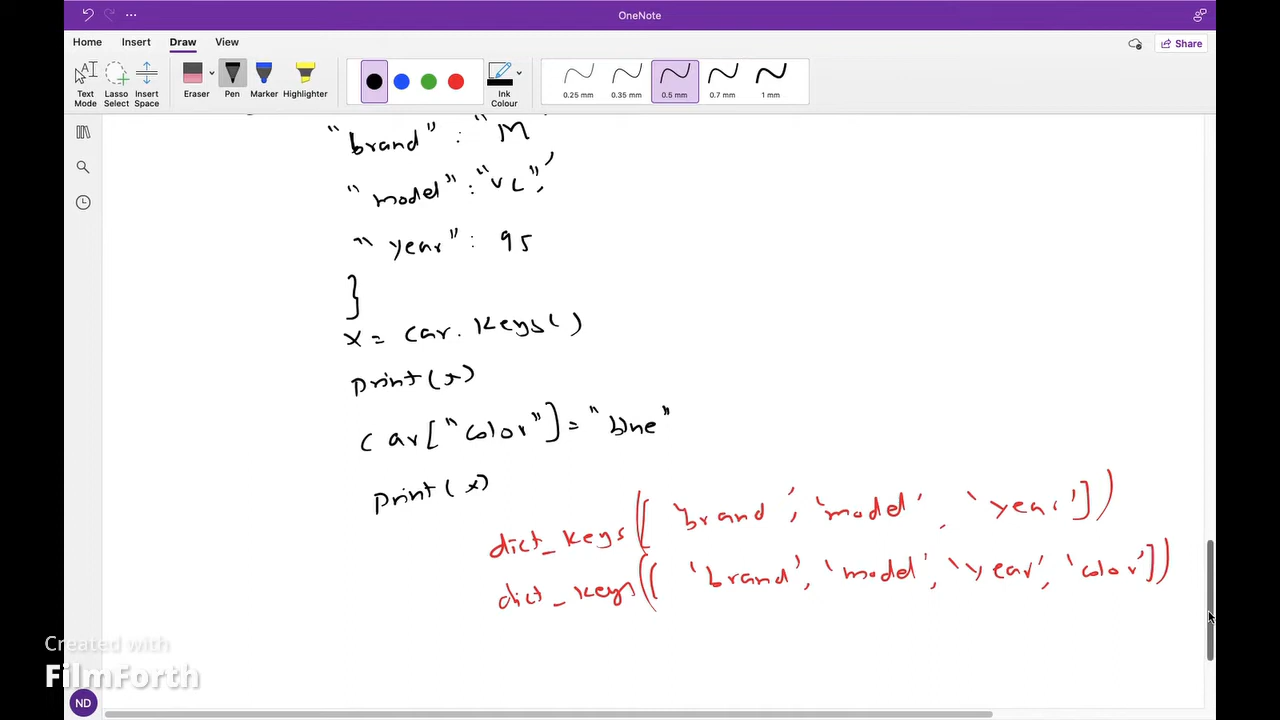 OneNote
Home Insert Draw View
Share
Text Mode Lasso Select Insert Space Eraser Pen Marker Highlighter Ink Colour 0.25 mm 0.35 mm 0.5 mm 0.7 mm 1 mm
"brand" : "M"
"model" : "VL",
"year" : 95
}
x = car.keys()
print(x)
car["color"] = "blue"
print(x)
dict_keys(['brand', 'model', 'year'])
dict_keys(['brand', 'model', 'year', 'color'])
Created with
FilmForth
ND